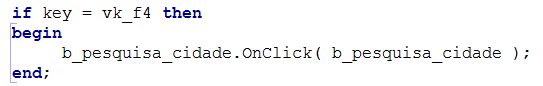 if key = vk_f4 then
begin
b_pesquisa_cidade.OnClick( b_pesquisa_cidade );
end;